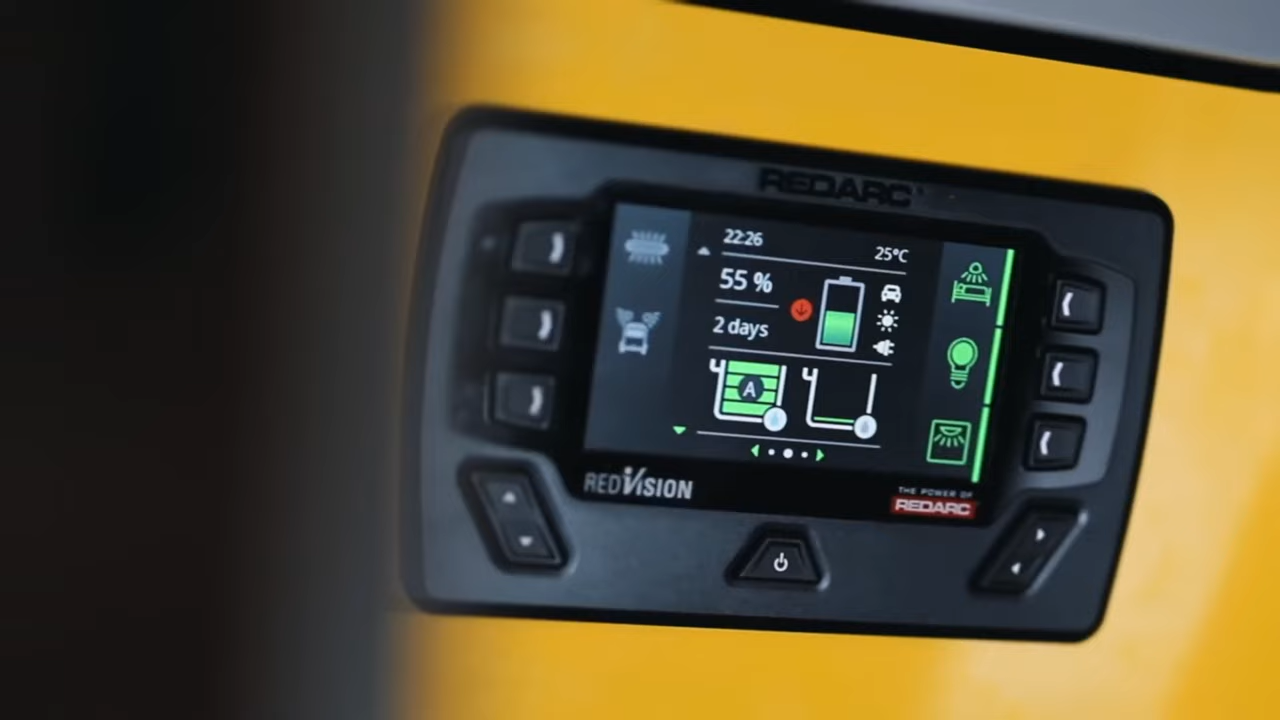 REDARC
22:26
25°C
55 %
2 days
A
REDVISION
THE POWER OF
REDARC